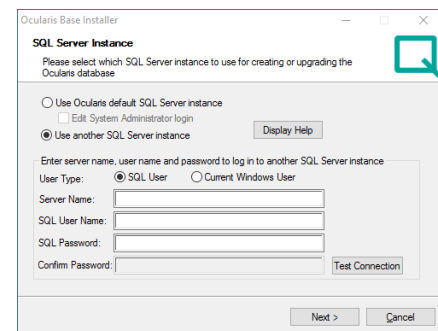 Ocularis Base Installer
SQL Server Instance
Please select which SQL Server instance to use for creating or upgrading the
Ocularis database
Use Ocularis default SQL Server instance
Edit System Administrator login
Use another SQL Server instance
Display Help
Enter server name, user name and password to log in to another SQL Server instance
User Type: SQL User Current Windows User
Server Name:
SQL User Name:
SQL Password:
Confirm Password: Test Connection
Next > Cancel